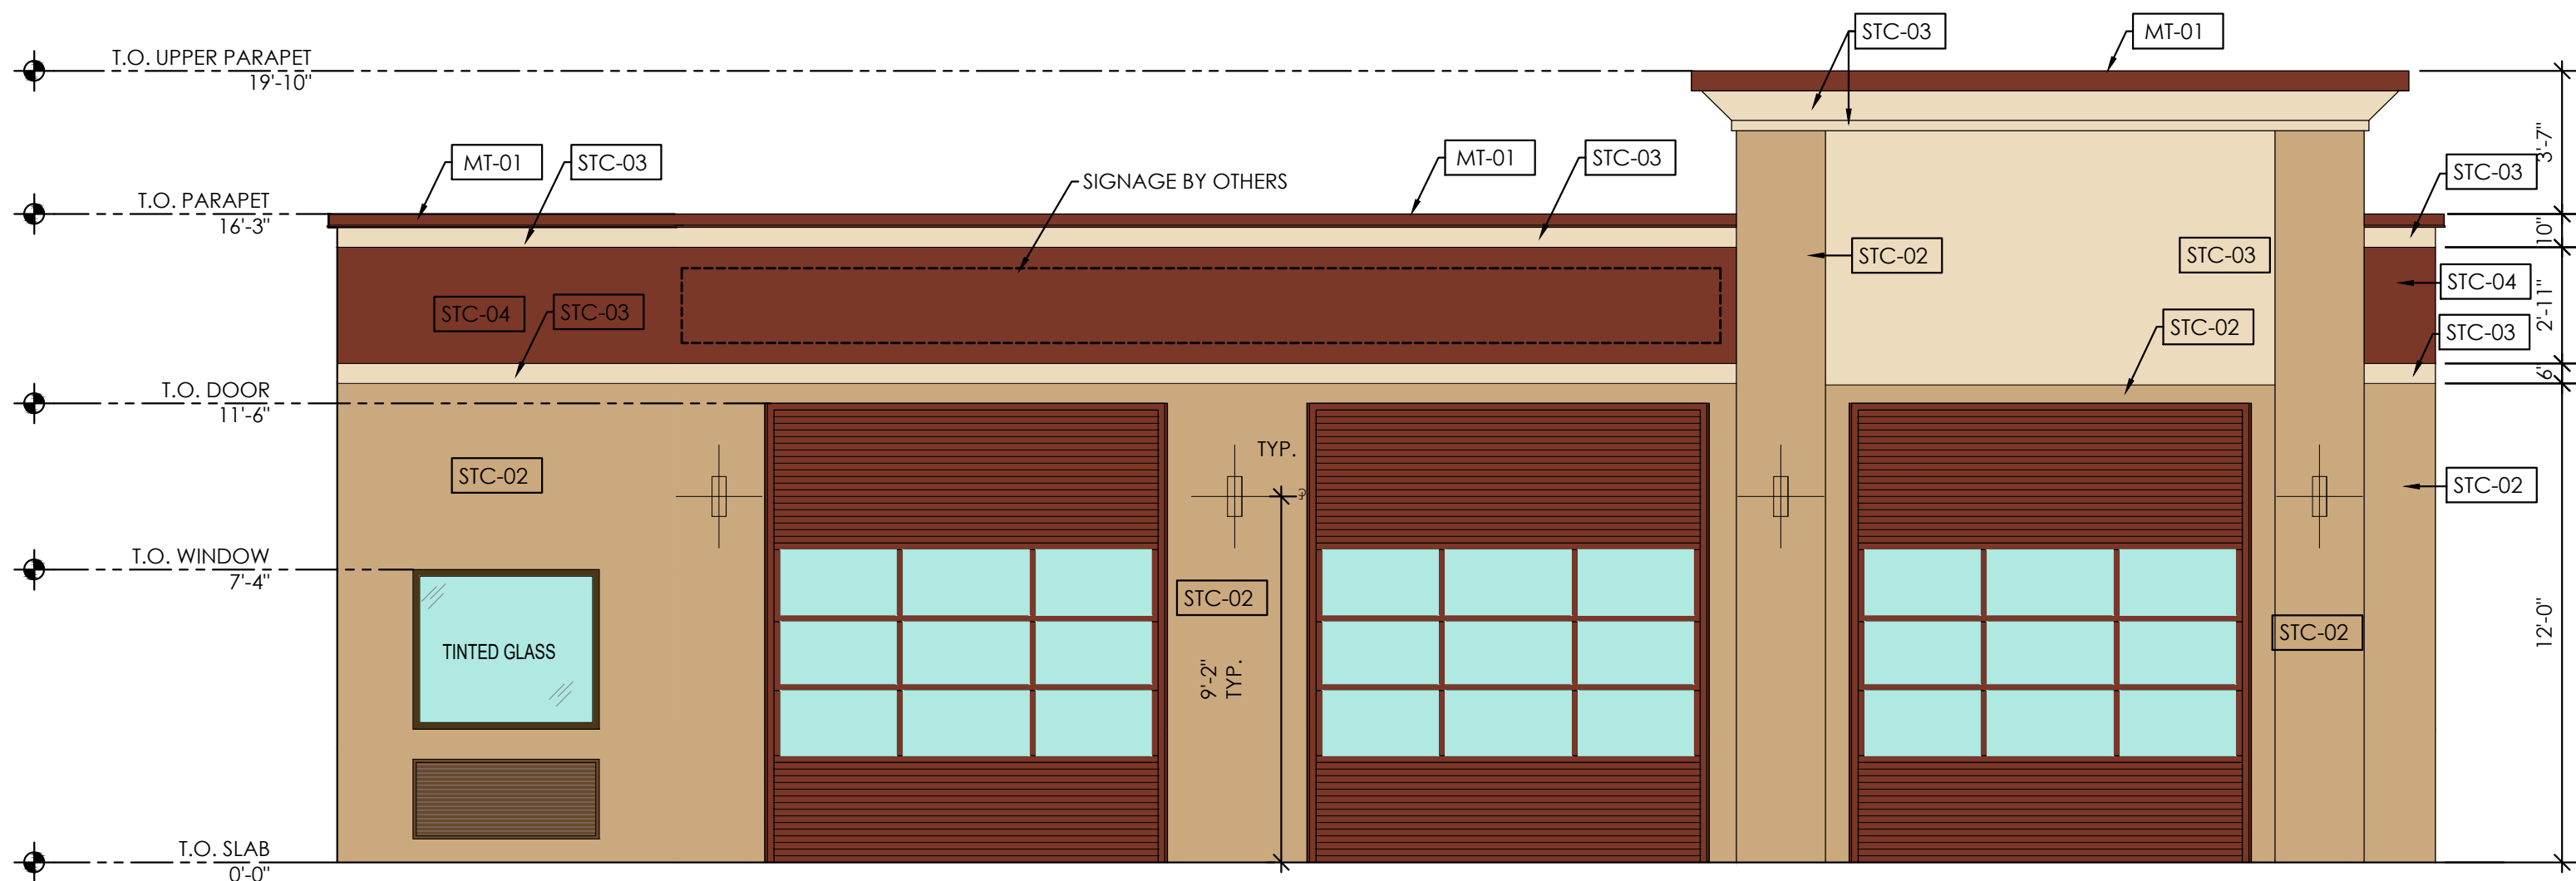 STC-03
MT-01
T.O. UPPER PARAPET
19'-10"
3'-7"
MT-01
STC-03
MT-01
STC-03
STC-03
SIGNAGE BY OTHERS
T.O. PARAPET
16'-3"
10"
STC-02
STC-03
STC-04
STC-04
STC-03
STC-02
2'-11"
STC-03
6"
T.O. DOOR
11'-6"
TYP.
STC-02
STC-02
T.O. WINDOW
7'-4"
STC-02
STC-02
12'-0"
TINTED GLASS
9'-2"
TYP.
T.O. SLAB
0'-0"